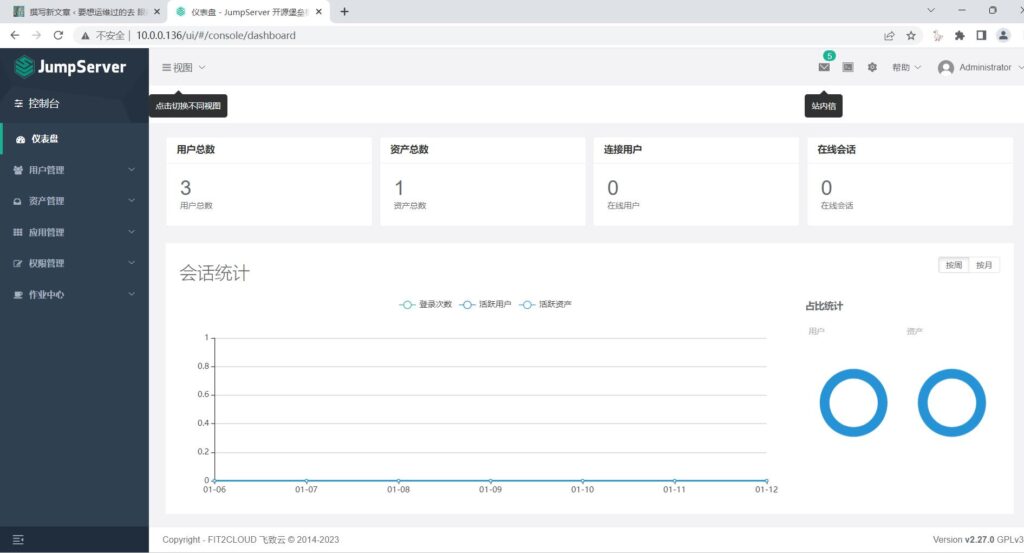 撰写新文章 ‹ 要想运维过的去 眼
仪表盘 - JumpServer 开源堡垒
不安全 | 10.0.0.136/ui/#/console/dashboard
JumpServer
视图
5
帮助
Administrator
控制台
点击切换不同视图
站内信
仪表盘
用户管理
资产管理
应用管理
权限管理
作业中心
用户总数
3
用户总数
资产总数
1
资产总数
连接用户
0
在线用户
在线会话
0
在线会话
会话统计
按周
按月
登录次数
活跃用户
活跃资产
占比统计
用户
资产
1
0.8
0.6
0.4
0.2
0
01-06
01-07
01-08
01-09
01-10
01-11
01-12
Copyright - FIT2CLOUD 飞致云 © 2014-2023
Version v2.27.0 GPLv3